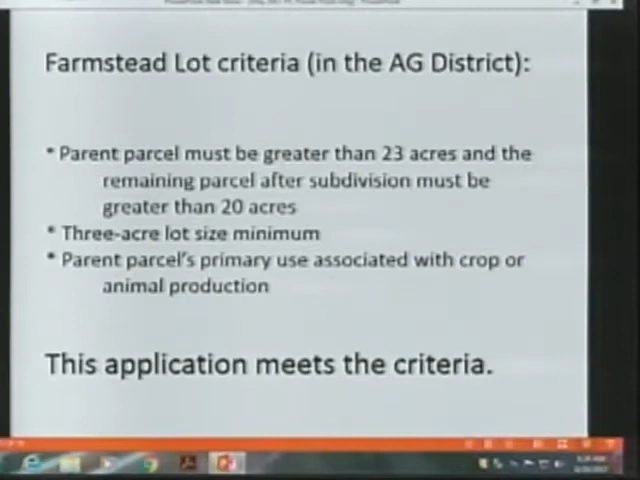 Farmstead Lot criteria (in the AG District):
* Parent parcel must be greater than 23 acres and the
remaining parcel after subdivision must be
greater than 20 acres
* Three-acre lot size minimum
* Parent parcel's primary use associated with crop or
animal production
This application meets the criteria.